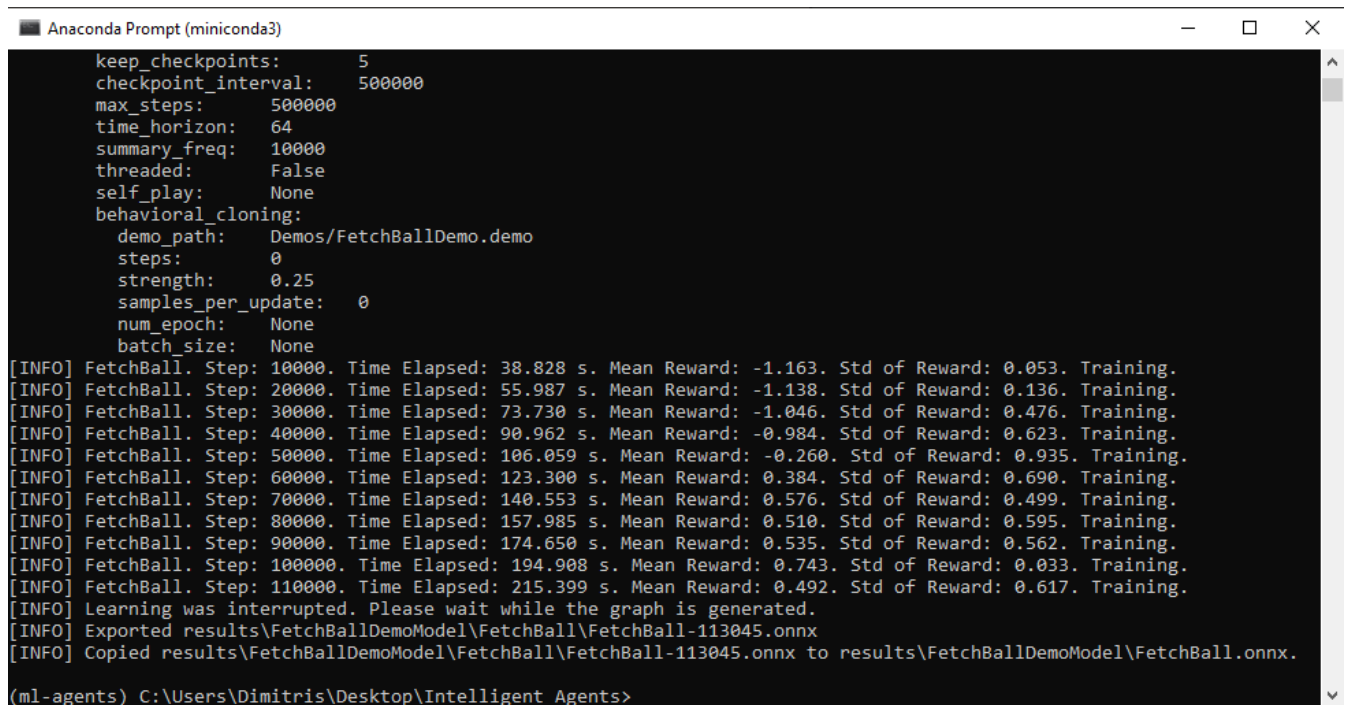 Anaconda Prompt (miniconda3)
keep_checkpoints: 5
checkpoint_interval: 500000
max_steps: 500000
time_horizon: 64
summary_freq: 10000
threaded: False
self_play: None
behavioral_cloning:
demo_path: Demos/FetchBallDemo.demo
steps: 0
strength: 0.25
samples_per_update: 0
num_epoch: None
batch_size: None
[INFO] FetchBall. Step: 10000. Time Elapsed: 38.828 s. Mean Reward: -1.163. Std of Reward: 0.053. Training.
[INFO] FetchBall. Step: 20000. Time Elapsed: 55.987 s. Mean Reward: -1.138. Std of Reward: 0.136. Training.
[INFO] FetchBall. Step: 30000. Time Elapsed: 73.730 s. Mean Reward: -1.046. Std of Reward: 0.476. Training.
[INFO] FetchBall. Step: 40000. Time Elapsed: 90.962 s. Mean Reward: -0.984. Std of Reward: 0.623. Training.
[INFO] FetchBall. Step: 50000. Time Elapsed: 106.059 s. Mean Reward: -0.260. Std of Reward: 0.935. Training.
[INFO] FetchBall. Step: 60000. Time Elapsed: 123.300 s. Mean Reward: 0.384. Std of Reward: 0.690. Training.
[INFO] FetchBall. Step: 70000. Time Elapsed: 140.553 s. Mean Reward: 0.576. Std of Reward: 0.499. Training.
[INFO] FetchBall. Step: 80000. Time Elapsed: 157.985 s. Mean Reward: 0.510. Std of Reward: 0.595. Training.
[INFO] FetchBall. Step: 90000. Time Elapsed: 174.650 s. Mean Reward: 0.535. Std of Reward: 0.562. Training.
[INFO] FetchBall. Step: 100000. Time Elapsed: 194.908 s. Mean Reward: 0.743. Std of Reward: 0.033. Training.
[INFO] FetchBall. Step: 110000. Time Elapsed: 215.399 s. Mean Reward: 0.492. Std of Reward: 0.617. Training.
[INFO] Learning was interrupted. Please wait while the graph is generated.
[INFO] Exported results\FetchBallDemoModel\FetchBall\FetchBall-113045.onnx
[INFO] Copied results\FetchBallDemoModel\FetchBall\FetchBall-113045.onnx to results\FetchBallDemoModel\FetchBall.onnx.
(ml-agents) C:\Users\Dimitris\Desktop\Intelligent Agents>